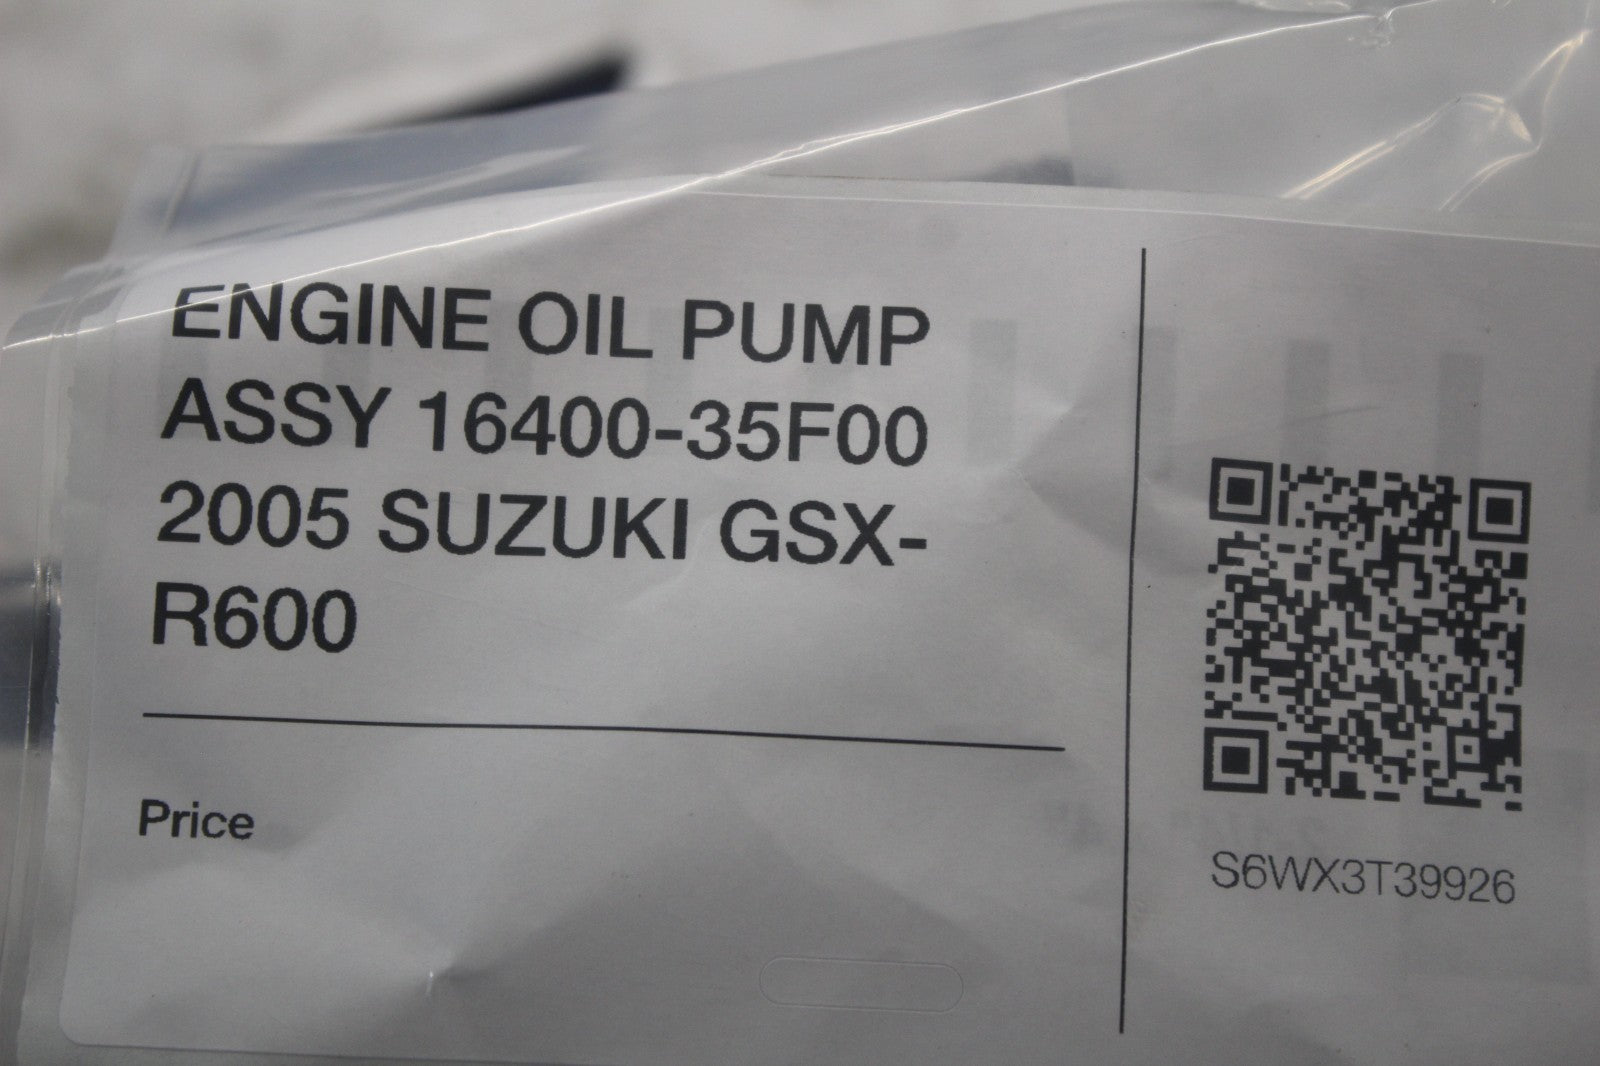 ENGINE OIL PUMP
ASSY 16400-35F00
2005 SUZUKI GSX-
R600
Price
S6WX3T39926